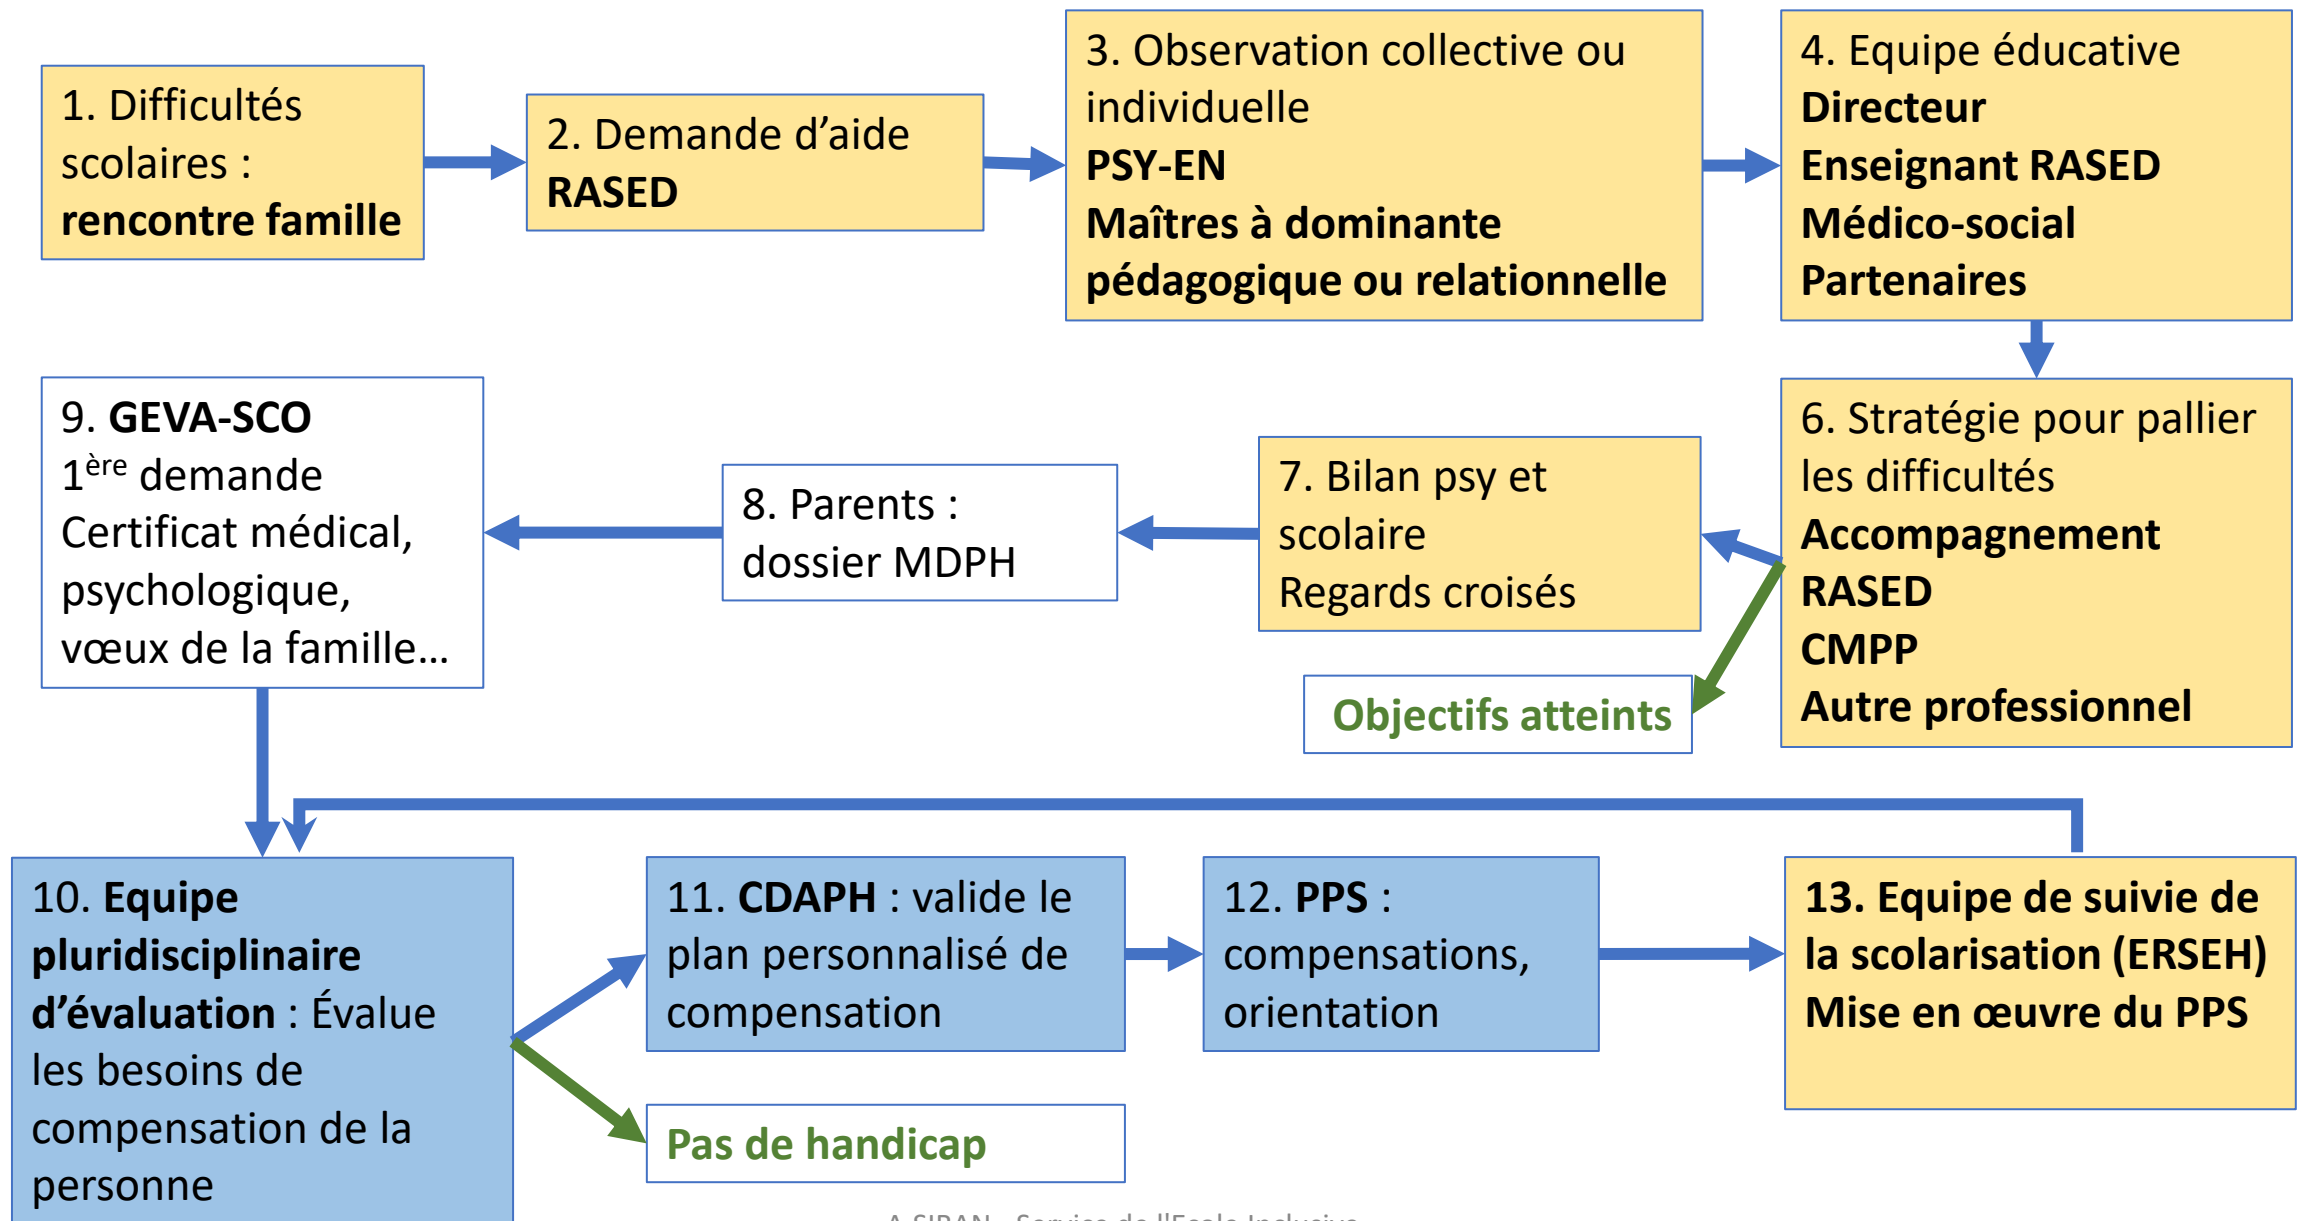 1. Difficultés
scolaires :
rencontre famille
2. Demande d’aide
RASED
3. Observation collective ou
individuelle
PSY-EN
Maîtres à dominante
pédagogique ou relationnelle
4. Equipe éducative
Directeur
Enseignant RASED
Médico-social
Partenaires
6. Stratégie pour pallier
les difficultés
Accompagnement
RASED
CMPP
Autre professionnel
7. Bilan psy et
scolaire
Regards croisés
Objectifs atteints
8. Parents :
dossier MDPH
9. GEVA-SCO
1ère demande
Certificat médical,
psychologique,
vœux de la famille…
10. Equipe
pluridisciplinaire
d’évaluation : Évalue
les besoins de
compensation de la
personne
11. CDAPH : valide le
plan personnalisé de
compensation
Pas de handicap
12. PPS :
compensations,
orientation
13. Equipe de suivie de
la scolarisation (ERSEH)
Mise en œuvre du PPS
A SIBAN - Service de l'Ecole Inclusive